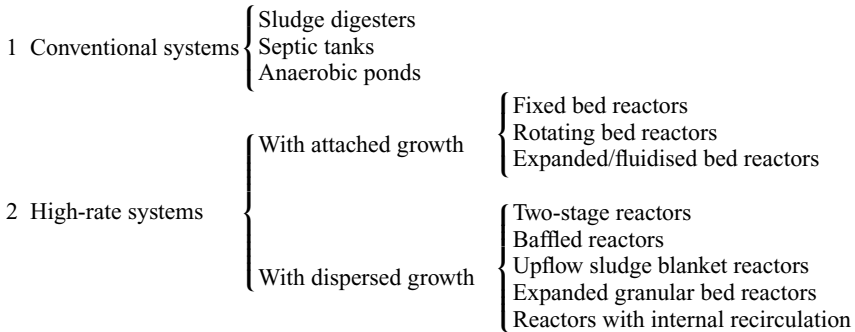 1 Conventional systems
Sludge digesters
Septic tanks
Anaerobic ponds
2 High-rate systems
With attached growth
Fixed bed reactors
Rotating bed reactors
Expanded/fluidised bed reactors
With dispersed growth
Two-stage reactors
Baffled reactors
Upflow sludge blanket reactors
Expanded granular bed reactors
Reactors with internal recirculation